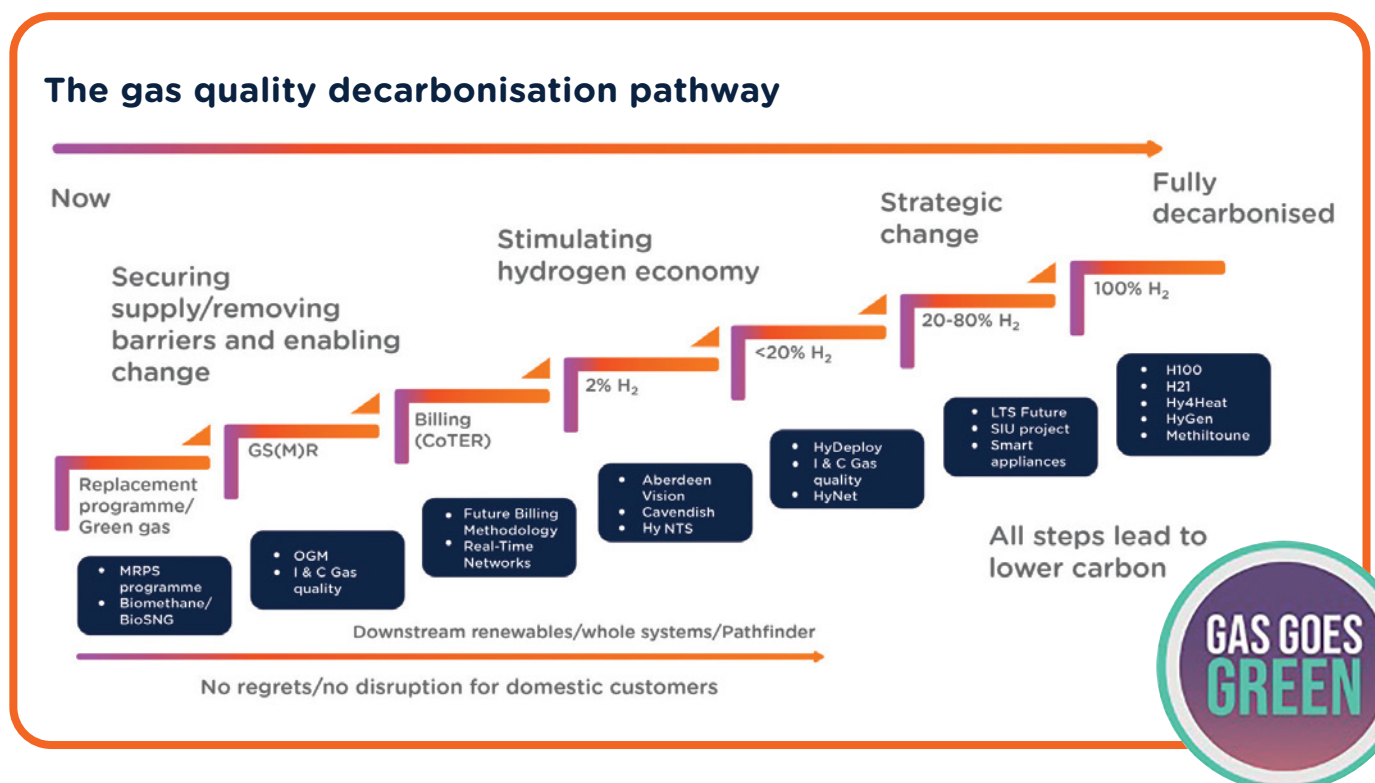 The gas quality decarbonisation pathway
Now
Fully
decarbonised
Strategic
change
Stimulating
hydrogen economy
Securing
supply/removing
barriers and enabling
change
Replacement
programme/
Green gas
GS(M)R
Billing
(CoTER)
2% H₂
<20% H₂
20-80% H₂
100% H₂
• MRPS
programme
• Biomethane/
BioSNG
• OGM
• I & C Gas
quality
• Future Billing
Methodology
• Real-Time
Networks
• Aberdeen
Vision
• Cavendish
• Hy NTS
• HyDeploy
• I & C Gas
quality
• HyNet
• LTS Future
• SIU project
• Smart
appliances
• H100
• H21
• Hy4Heat
• HyGen
• Methiltoune
All steps lead to
lower carbon
Downstream renewables/whole systems/Pathfinder
No regrets/no disruption for domestic customers
GAS GOES
GREEN